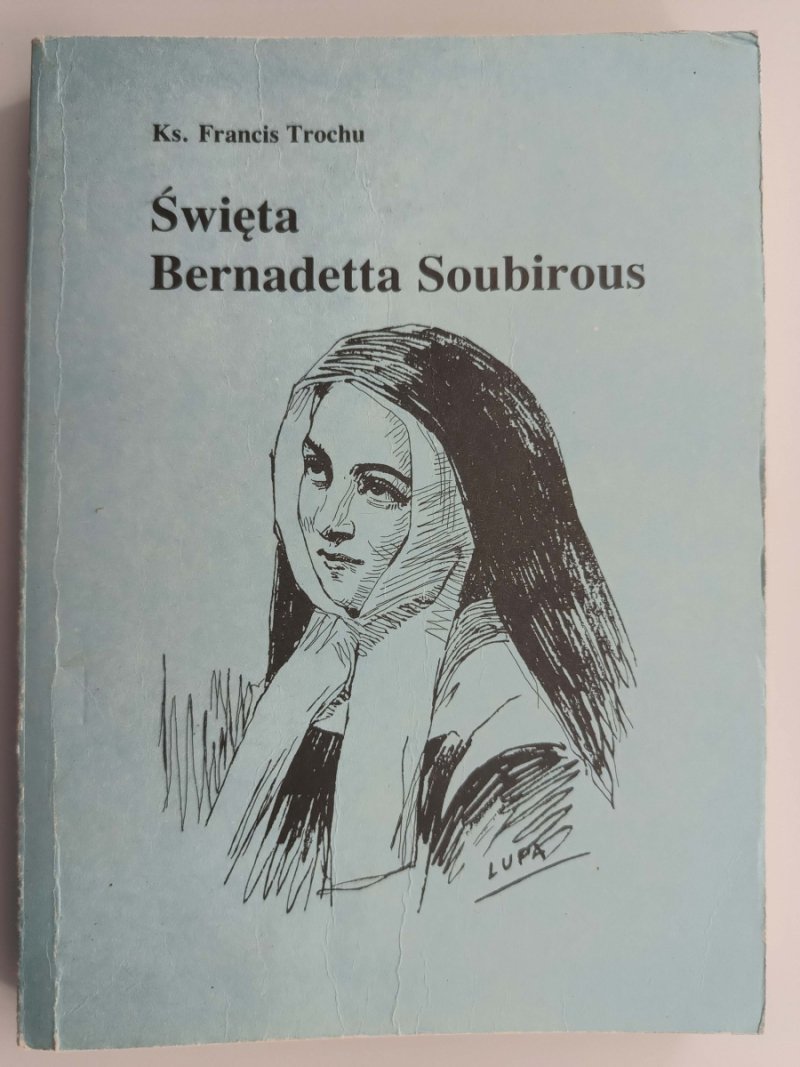 Ks. Francis Trochu
Święta
Bernadetta Soubirous
LUPA